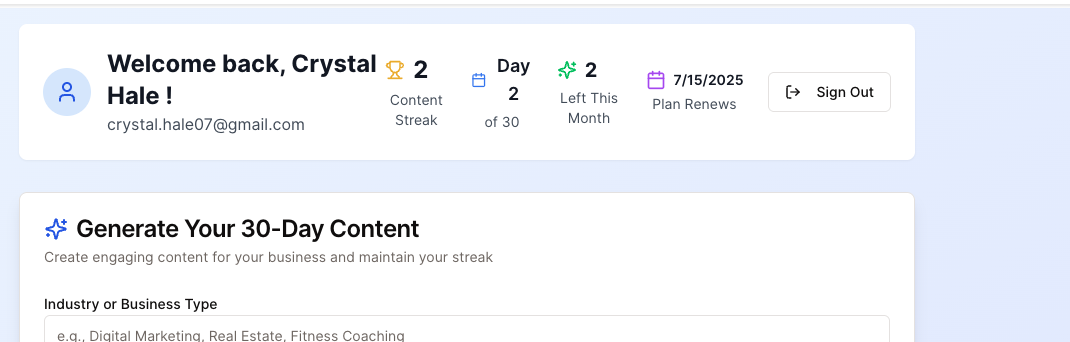 Welcome back, Crystal
Hale !
crystal.hale07@gmail.com
2
Content
Streak
Day
2
of 30
2
Left This
Month
7/15/2025
Plan Renews
Sign Out
Generate Your 30-Day Content
Create engaging content for your business and maintain your streak
Industry or Business Type
e.g., Digital Marketing, Real Estate, Fitness Coaching